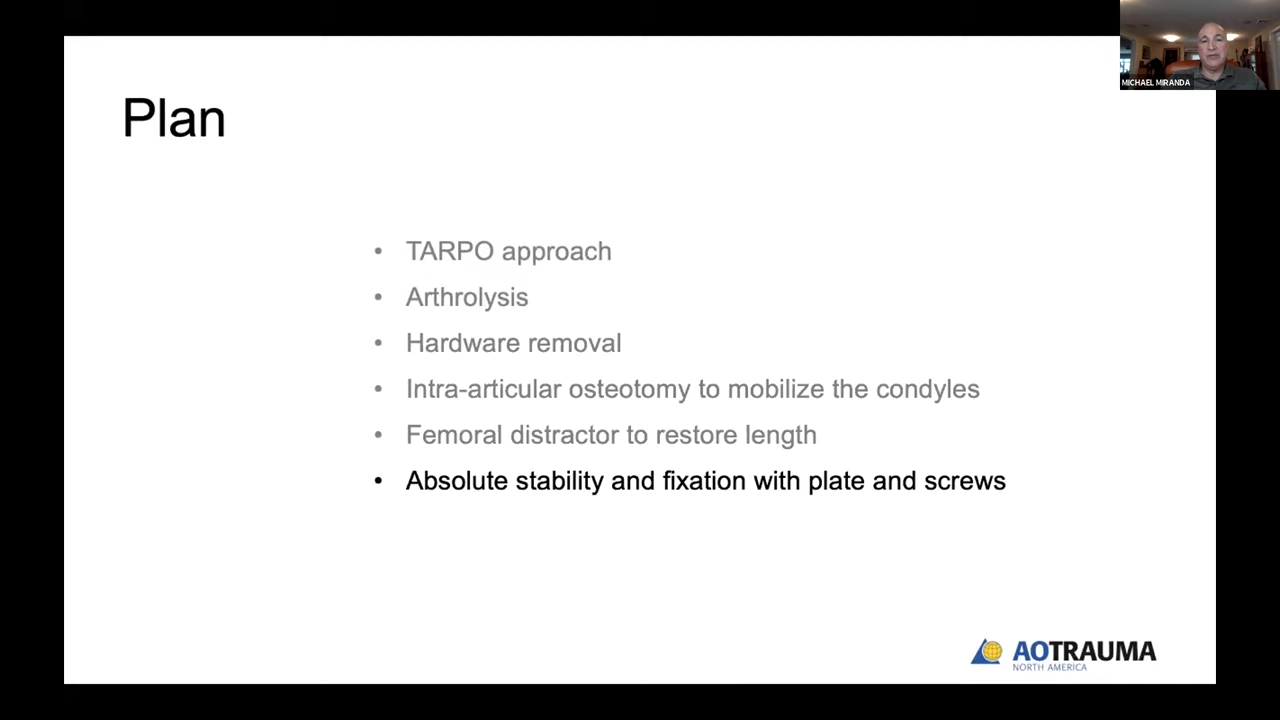 MICHAEL MIRANDA
Plan
• TARPO approach
• Arthrolysis
• Hardware removal
• Intra-articular osteotomy to mobilize the condyles
• Femoral distractor to restore length
• Absolute stability and fixation with plate and screws
AOTRAUMA
NORTH AMERICA